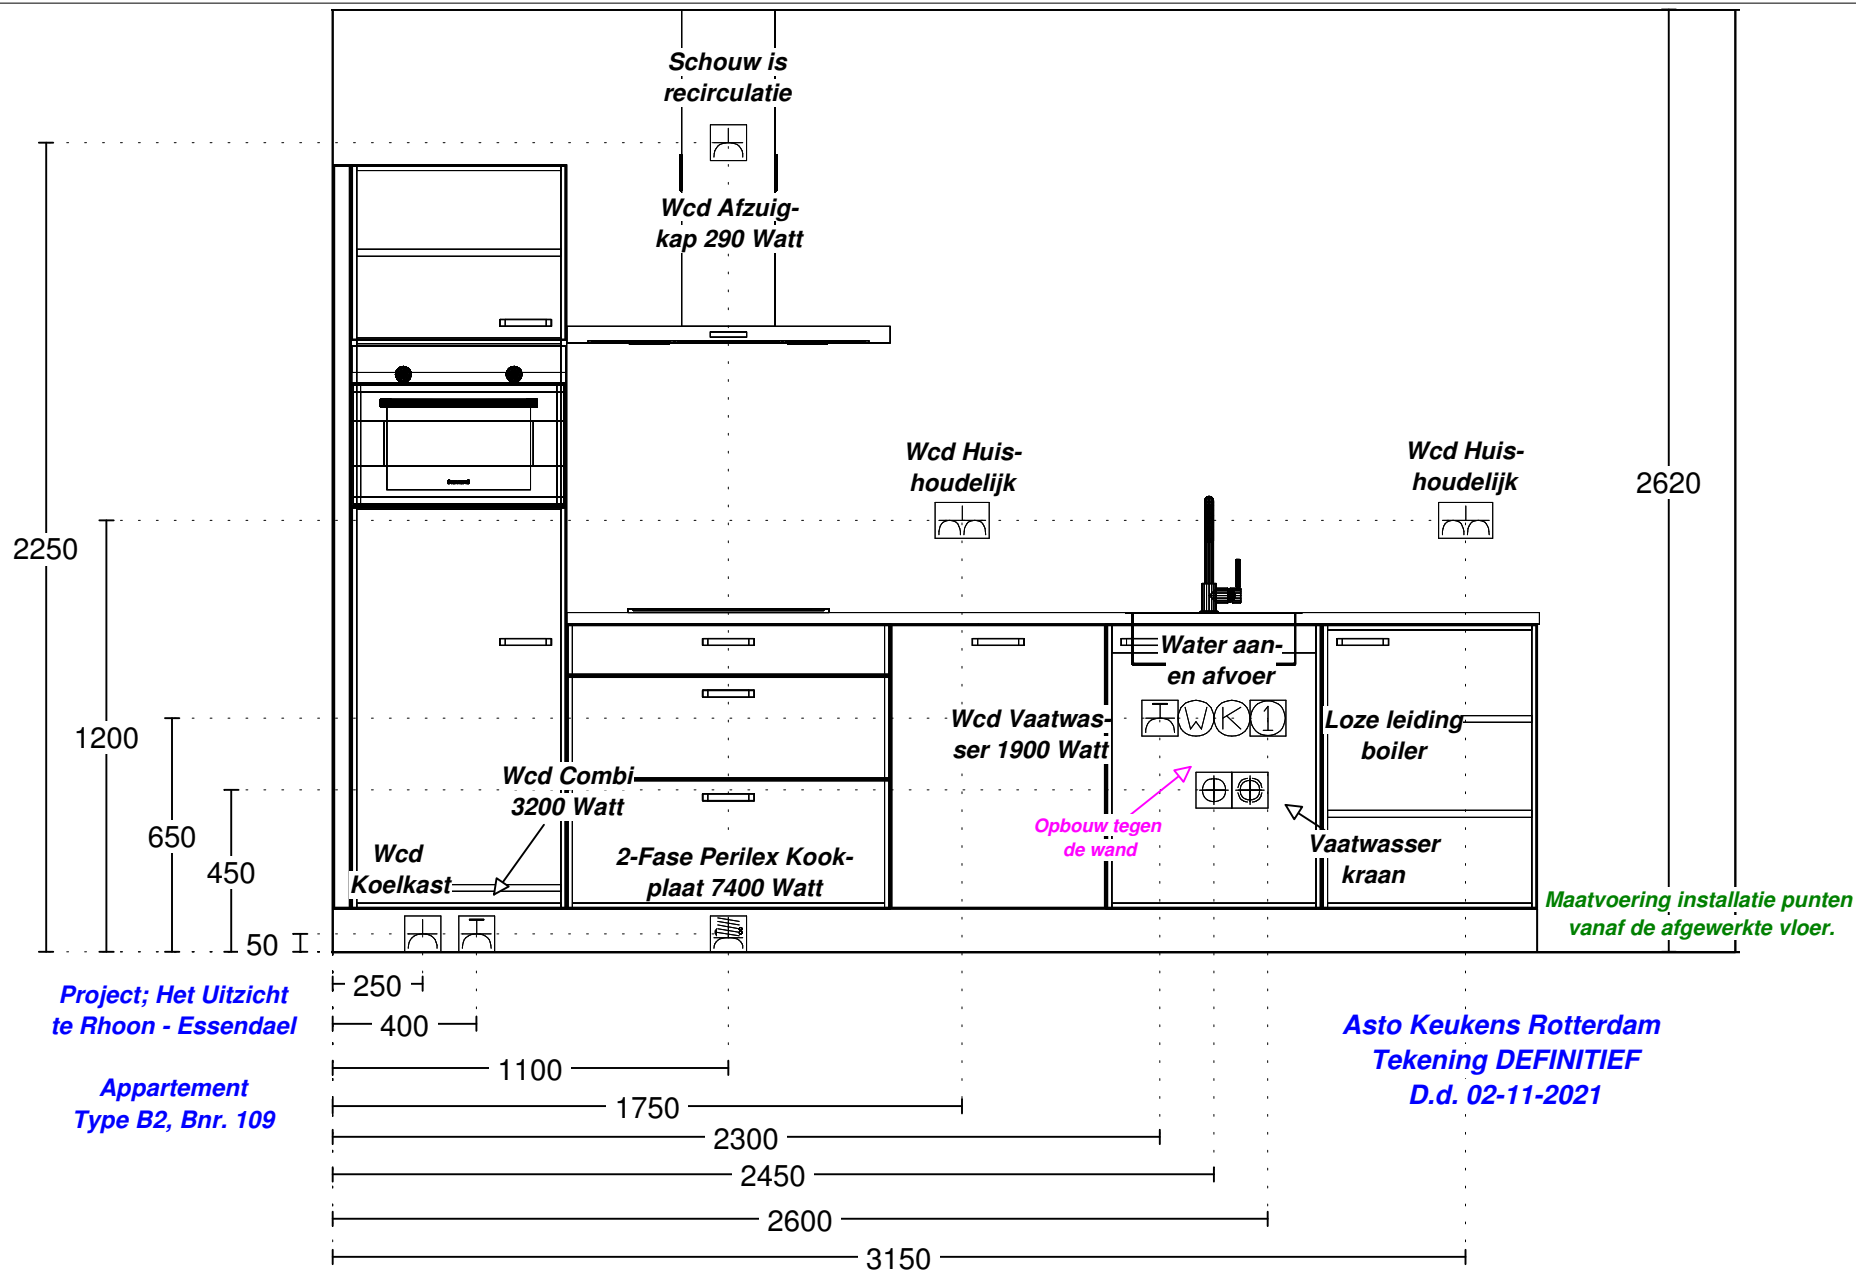 Schouw is
recirculatie
Wcd Afzuig-
kap 290 Watt
Wcd Huis-
houdelijk
Wcd Huis-
houdelijk
2620
2250
1200
650
450
50
Water aan-
en afvoer
W K 1
Wcd Vaatwas-
ser 1900 Watt
Loze leiding
boiler
Wcd Combi
3200 Watt
Opbouw tegen
de wand
Vaatwasser
kraan
Wcd
Koelkast
2-Fase Perilex Kook-
plaat 7400 Watt
Maatvoering installatie punten
vanaf de afgewerkte vloer.
250
400
1100
1750
2300
2450
2600
3150
Project; Het Uitzicht
te Rhoon - Essendael
Appartement
Type B2, Bnr. 109
Asto Keukens Rotterdam
Tekening DEFINITIEF
D.d. 02-11-2021